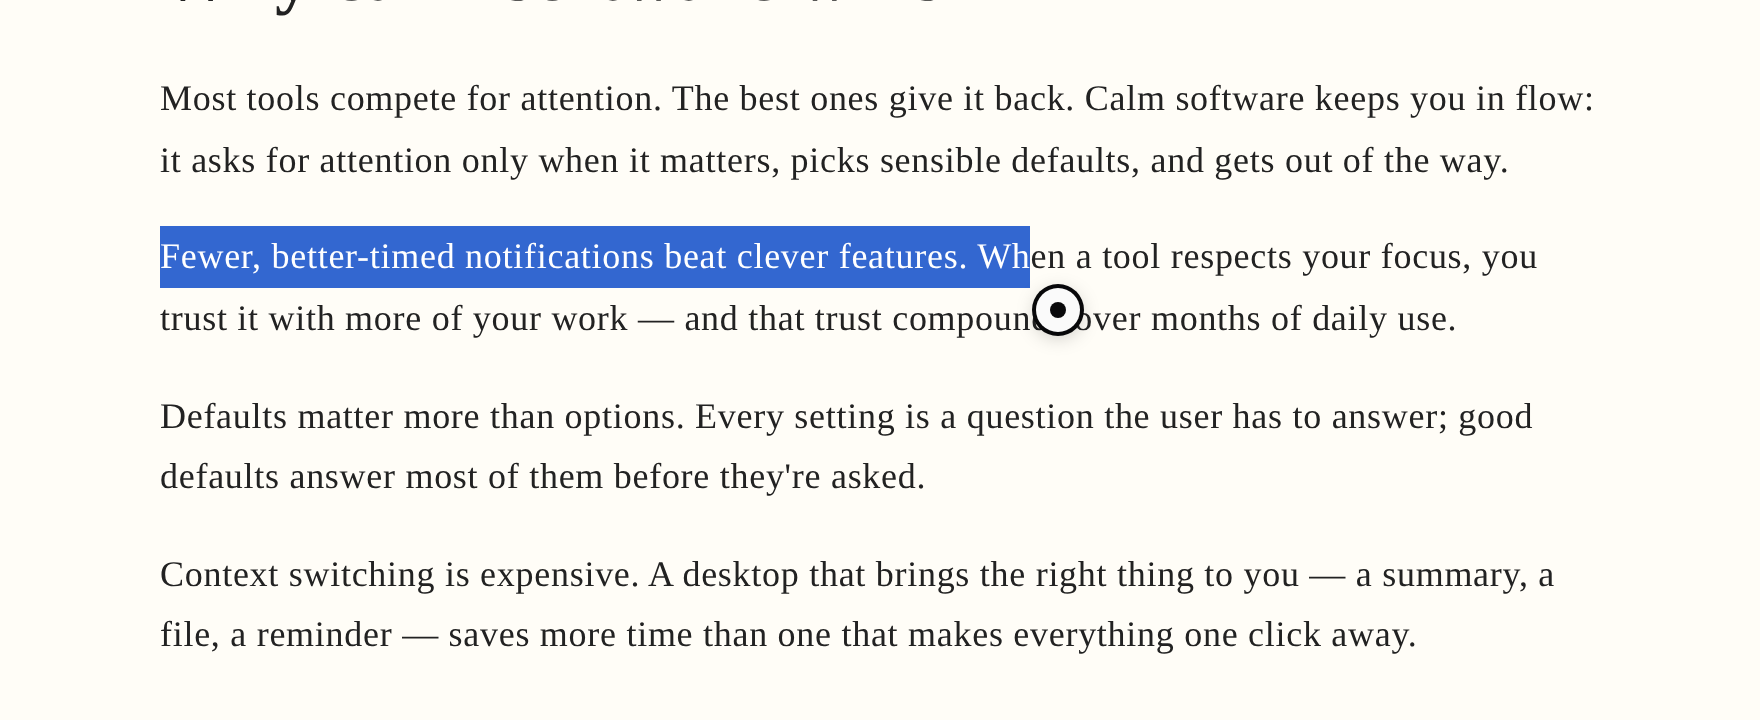 Most tools compete for attention. The best ones give it back. Calm software keeps you in flow:
it asks for attention only when it matters, picks sensible defaults, and gets out of the way.
Fewer, better-timed notifications beat clever features. When a tool respects your focus, you
trust it with more of your work — and that trust compounds over months of daily use.
Defaults matter more than options. Every setting is a question the user has to answer; good
defaults answer most of them before they're asked.
Context switching is expensive. A desktop that brings the right thing to you — a summary, a
file, a reminder — saves more time than one that makes everything one click away.